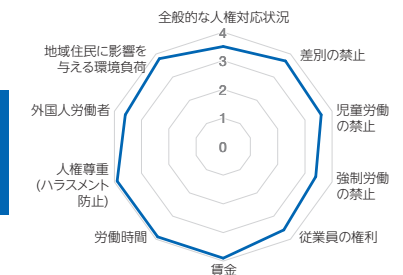 全般的な人権対応状況
4
3
2
1
0
差別の禁止
児童労働
の禁止
強制労働
の禁止
従業員の権利
賃金
労働時間
人権尊重
(ハラスメント
防止)
外国人労働者
地域住民に影響を
与える環境負荷